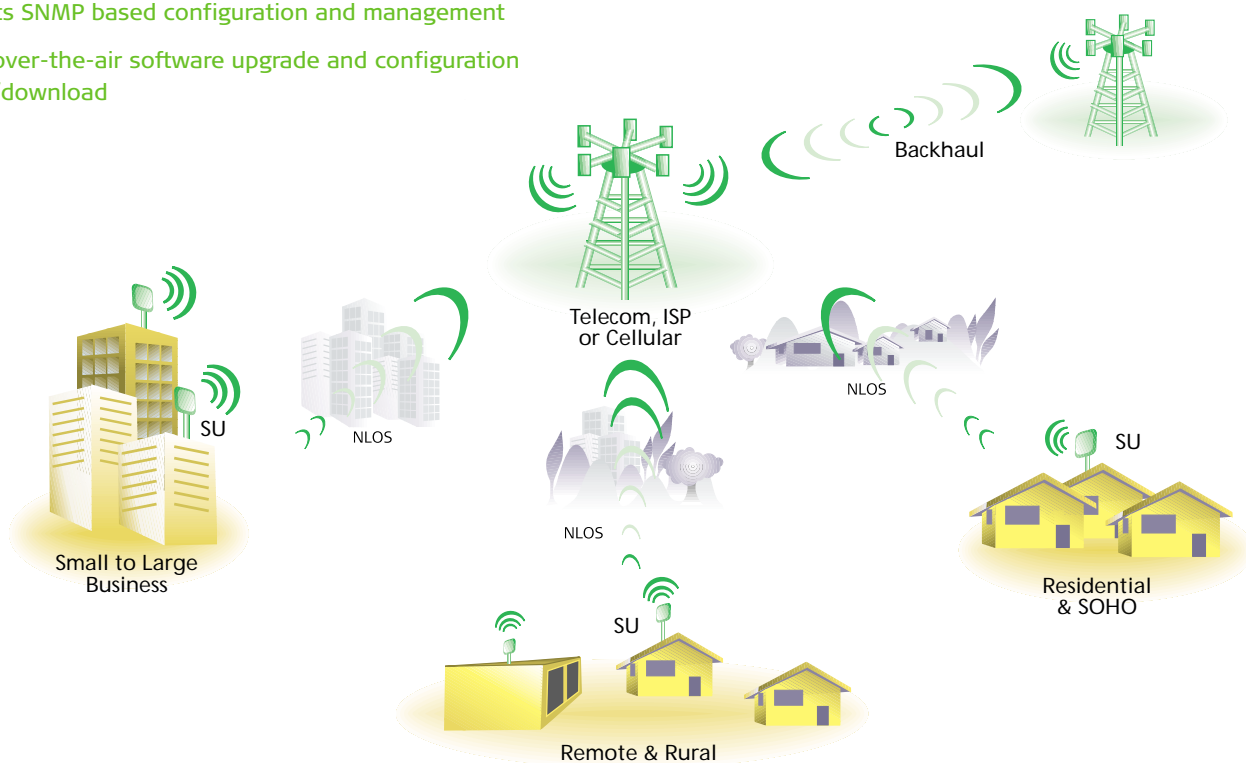 ts SNMP based configuration and management
over-the-air software upgrade and configuration
/download
Backhaul
Telecom, ISP
or Cellular
SU
NLOS
NLOS
NLOS
SU
Small to Large
Business
SU
Residential
& SOHO
Remote & Rural